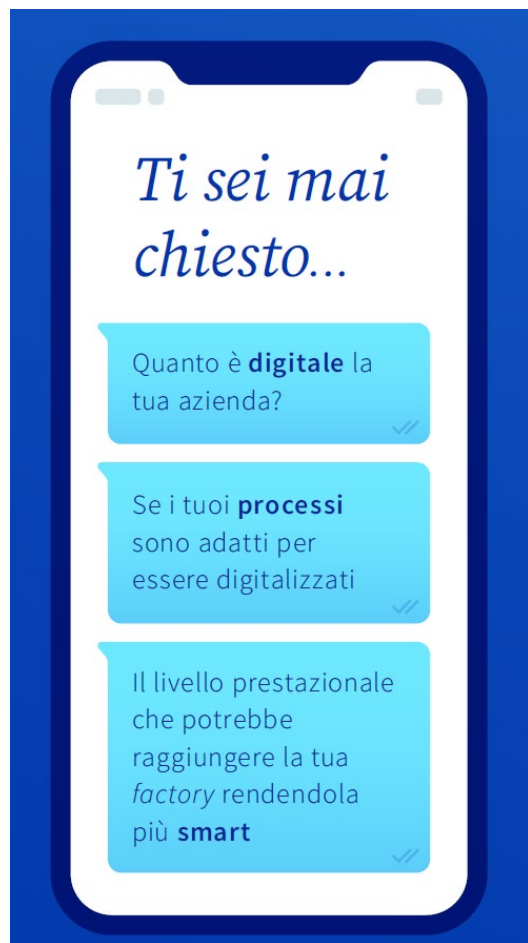 Ti sei mai
chiesto...
Quanto è digitale la
tua azienda?
Se i tuoi processi
sono adatti per
essere digitalizzati
Il livello prestazionale
che potrebbe
raggiungere la tua
factory rendendola
più smart